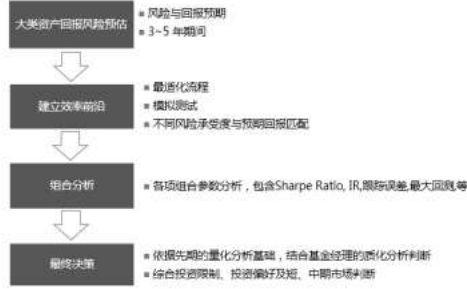 大类资产回报风险预估
■ 风险与回报预期
■ 3~5 年期间
建立效率前沿
■ 最适化流程
■ 模拟测试
■ 不同风险承受度与预期回报匹配
组合分析
■ 各项组合参数分析，包含Sharpe Ratio, IR,跟踪误差,最大回测,等
最终决策
■ 依据先期的量化分析基础，结合基金经理的质化分析判断
■ 综合投资限制、投资偏好及短、中期市场判断